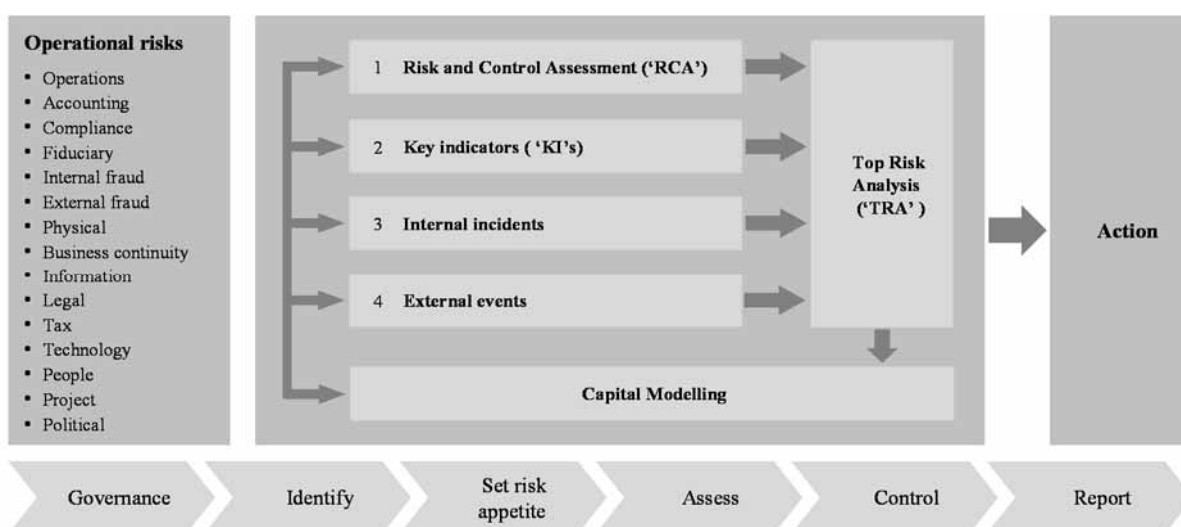 Operational risks
• Operations
• Accounting
• Compliance
• Fiduciary
• Internal fraud
• External fraud
• Physical
• Business continuity
• Information
• Legal
• Tax
• Technology
• People
• Project
• Political
1 Risk and Control Assessment (‘RCA’)
2 Key indicators ( ‘KI’s)
3 Internal incidents
4 External events
Top Risk
Analysis
(‘TRA’ )
Capital Modelling
Action
Governance
Identify
Set risk
appetite
Assess
Control
Report